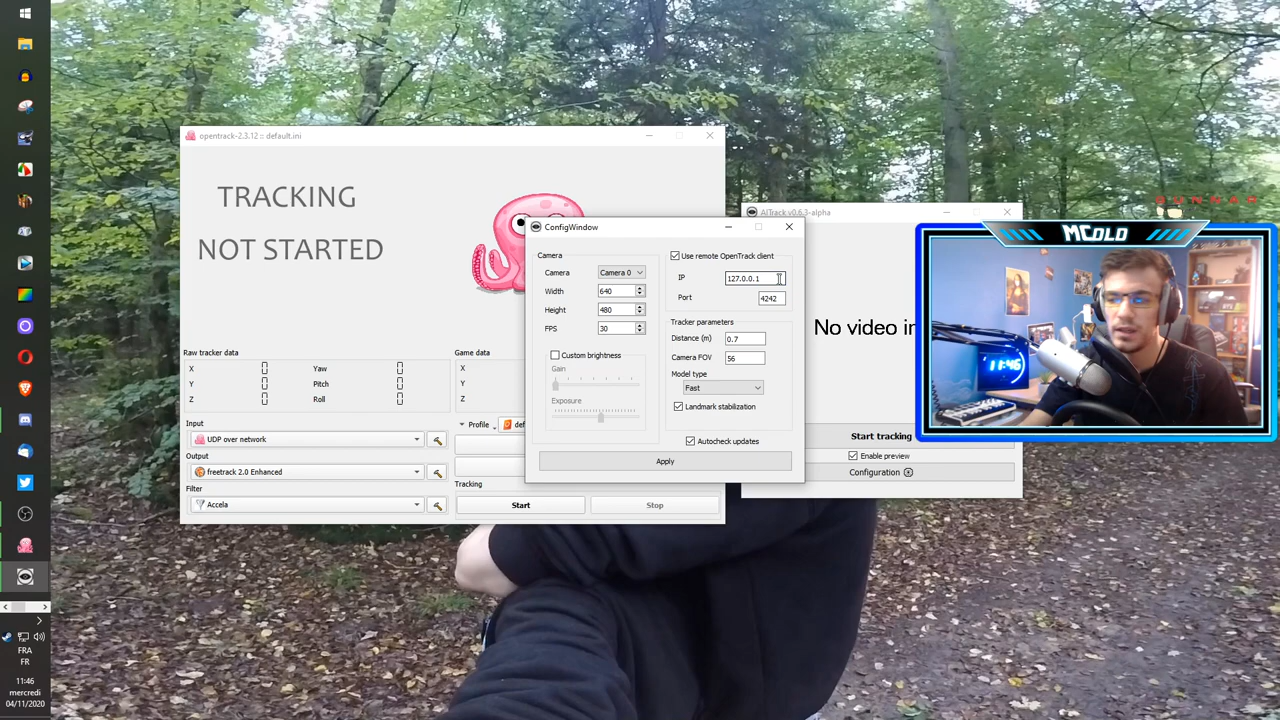 opentrack-2.3.12 :: default.ini
TRACKING
NOT STARTED
Raw tracker data
Game data
X
Yaw
X
Y
Pitch
Y
Z
Roll
Z
Input
UDP over network
Output
freetrack 2.0 Enhanced
Filter
Accela
Profile
def
Tracking
Start
Stop
ConfigWindow
Camera
Camera
Camera 0
Width
640
Height
480
FPS
30
Custom brightness
Gain
Exposure
Use remote OpenTrack client
IP
127.0.0.1
Port
4242
Tracker parameters
Distance (m)
0.7
Camera FOV
56
Model type
Fast
Landmark stabilization
Autocheck updates
Apply
AITrack v0.6.3-alpha
No video in
Start tracking
Enable preview
Configuration
GUNNAR
MCOLD
11:46
FRA
FR
11:46
mercredi
04/11/2020